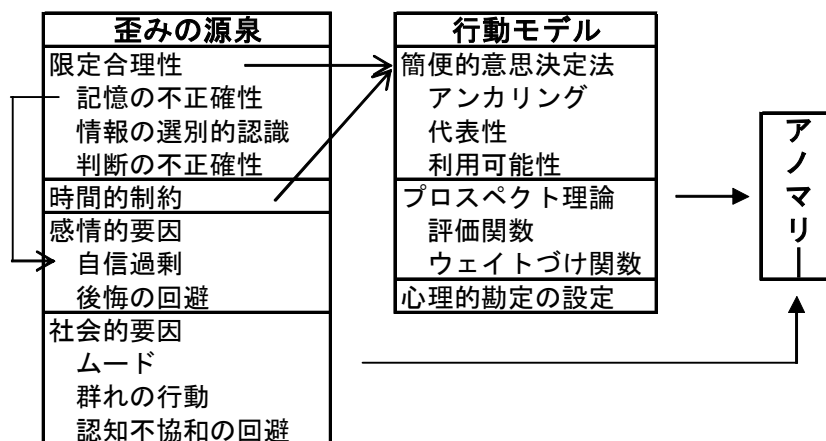 歪みの源泉
限定合理性
記憶の不正確性
情報の選別的認識
判断の不正確性
時間的制約
感情的要因
自信過剰
後悔の回避
社会的要因
ムード
群れの行動
認知不協和の回避
行動モデル
簡便的意思決定法
アンカリング
代表性
利用可能性
プロスペクト理論
評価関数
ウェイトづけ関数
心理的勘定の設定
アノマリー